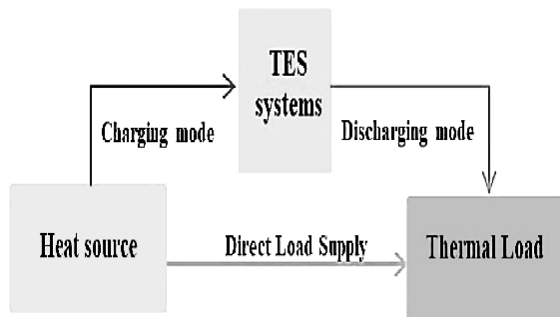 TES
systems
Charging mode
Discharging mode
Heat source
Direct Load Supply
Thermal Load